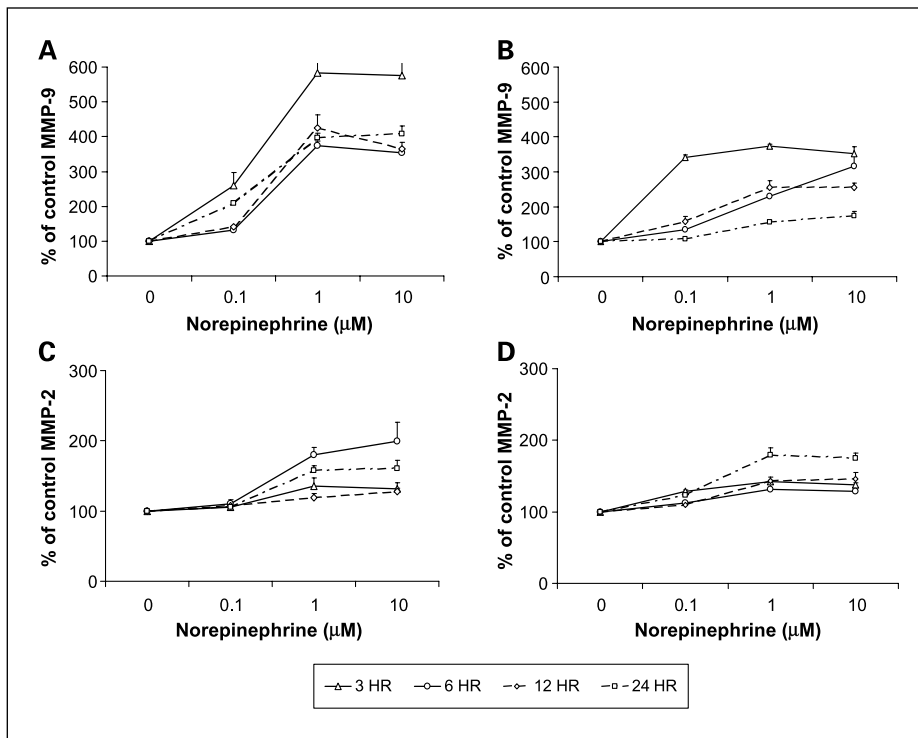 A
% of control MMP-9
600
500
400
300
200
100
0
0 0.1 1 10
Norepinephrine (μM)
B
% of control MMP-9
600
500
400
300
200
100
0
0 0.1 1 10
Norepinephrine (μM)
C
% of control MMP-2
300
200
100
0
0 0.1 1 10
Norepinephrine (μM)
D
% of control MMP-2
300
200
100
0
0 0.1 1 10
Norepinephrine (μM)
3 HR 6 HR 12 HR 24 HR